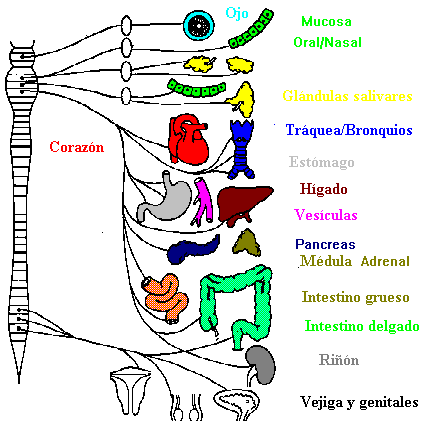 Ojo
Mucosa
Oral/Nasal
Glandulas salivares
Tráquea/Bronquios
Corazón
Estómago
Hígado
Vesículas
Pancreas
Médula Adrenal
Intestino grueso
Intestino delgado
Riñón
Vejiga y genitales